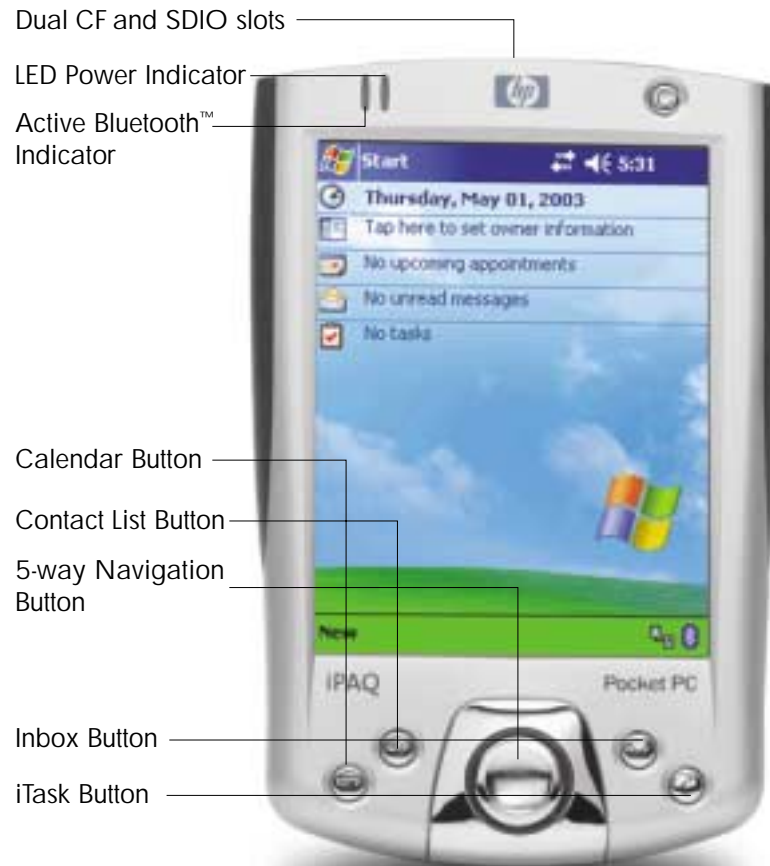 Dual CF and SDIO slots
LED Power Indicator
Active Bluetooth™
Indicator
hp
Start 5:31
Thursday, May 01, 2003
Tap here to set owner information
No upcoming appointments
No unread messages
No tasks
Calendar Button
Contact List Button
5-way Navigation
Button
New
iPAQ Pocket PC
Inbox Button
iTask Button